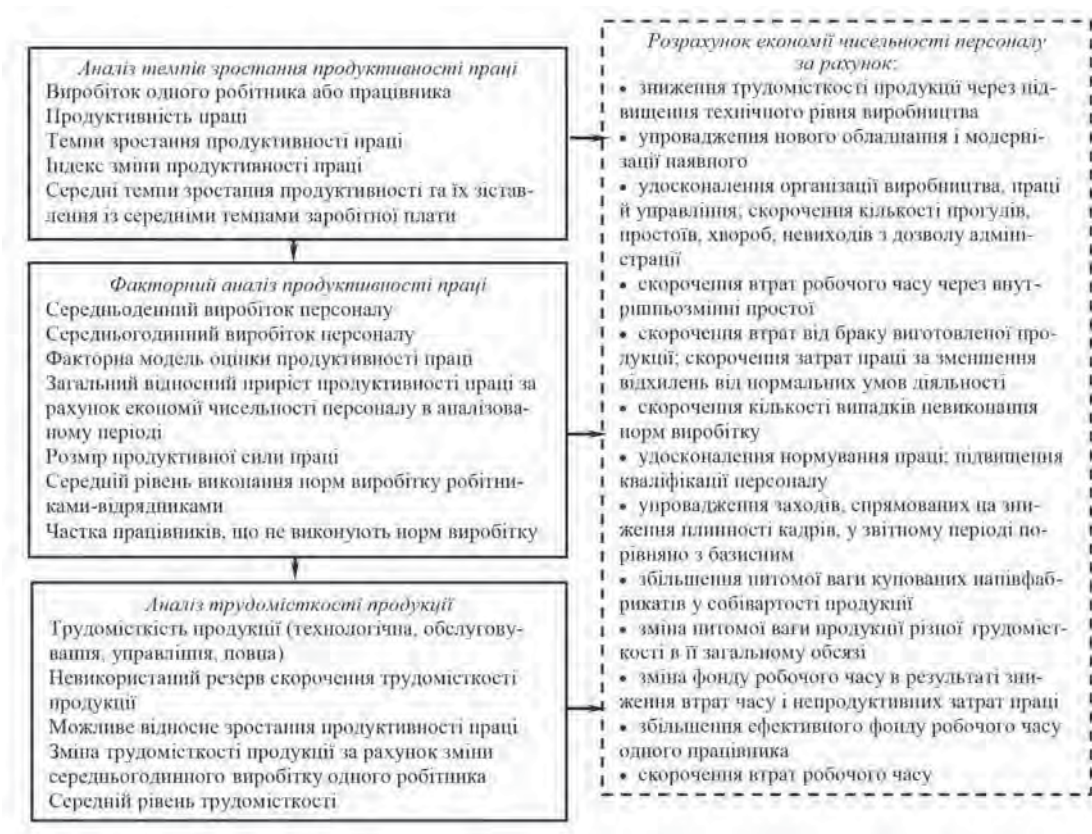 Аналіз темпів зростання продуктивності праці
Виробіток одного робітника або працівника
Продуктивність праці
Темпи зростання продуктивності праці
Індекс зміни продуктивності праці
Середні темпи зростання продуктивності та їх зістав-
лення із середніми темпами заробітної плати
Факторний аналіз продуктивності праці
Середньоденний виробіток персоналу
Середньогодинний виробіток персоналу
Факторна модель оцінки продуктивності праці
Загальний відносний приріст продуктивності праці за
рахунок економії чисельності персоналу в аналізова-
ному періоді
Розмір продуктивної сили праці
Середній рівень виконання норм виробітку робітни-
ками-відрядниками
Частка працівників, що не виконують норм виробітку
Аналіз трудомісткості продукції
Трудомісткість продукції (технологічна, обслугову-
вання, управління, повна)
Невикористаний резерв скорочення трудомісткості
продукції
Можливе відносне зростання продуктивності праці
Зміна трудомісткості продукції за рахунок зміни
середньогодинного виробітку одного робітника
Середній рівень трудомісткості
Розрахунок економії чисельності персоналу
за рахунок:
• зниження трудомісткості продукції через під-
вищення технічного рівня виробництва
• упровадження нового обладнання і модерні-
зації наявного
• удосконалення організації виробництва, праці
й управління; скорочення кількості прогулів,
простоїв, хвороб, невиходів з дозволу адміні-
страції
• скорочення втрат робочого часу через внут-
рішньозмінні простої
• скорочення втрат від браку виготовленої про-
дукції; скорочення затрат праці за зменшення
відхилень від нормальних умов діяльності
• скорочення кількості випадків невиконання
норм виробітку
• удосконалення нормування праці; підвищення
кваліфікації персоналу
• упровадження заходів, спрямованих на зни-
ження плинності кадрів, у звітному періоді по-
рівняно з базисним
• збільшення питомої ваги купованих напівфаб-
рикатів у собівартості продукції
• зміна питомої ваги продукції різної трудоміст-
кості в її загальному обсязі
• зміна фонду робочого часу в результаті зни-
ження втрат часу і непродуктивних затрат праці
• збільшення ефективного фонду робочого часу
одного працівника
• скорочення втрат робочого часу